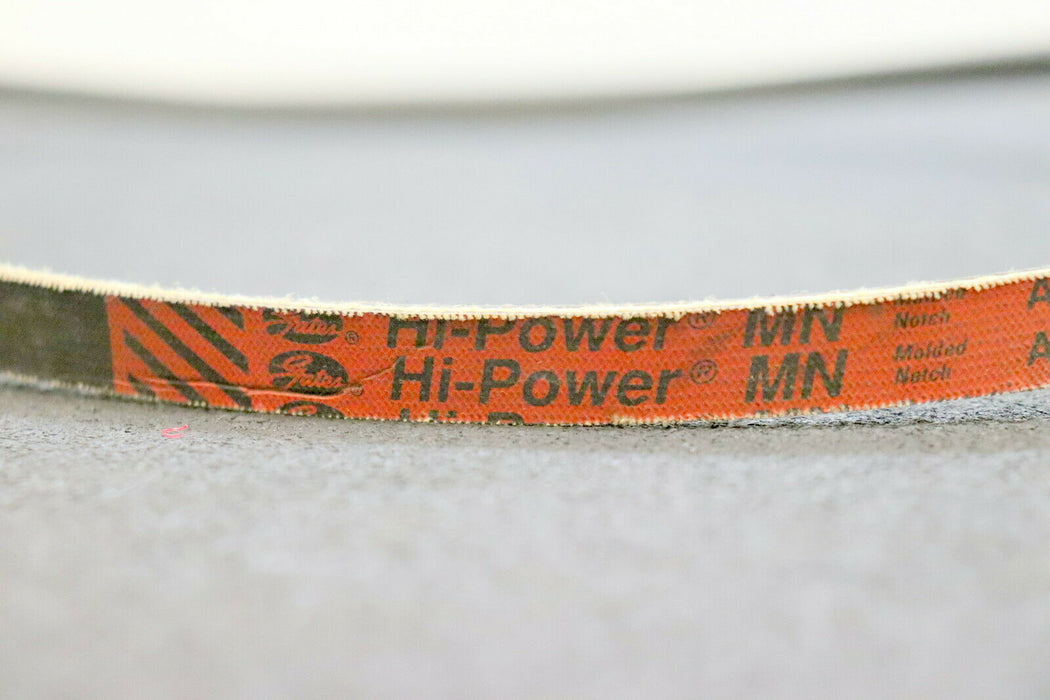 Gates ® Hi-Power ® MN Notch A
Gates Hi-Power ® MN Molded Notch A